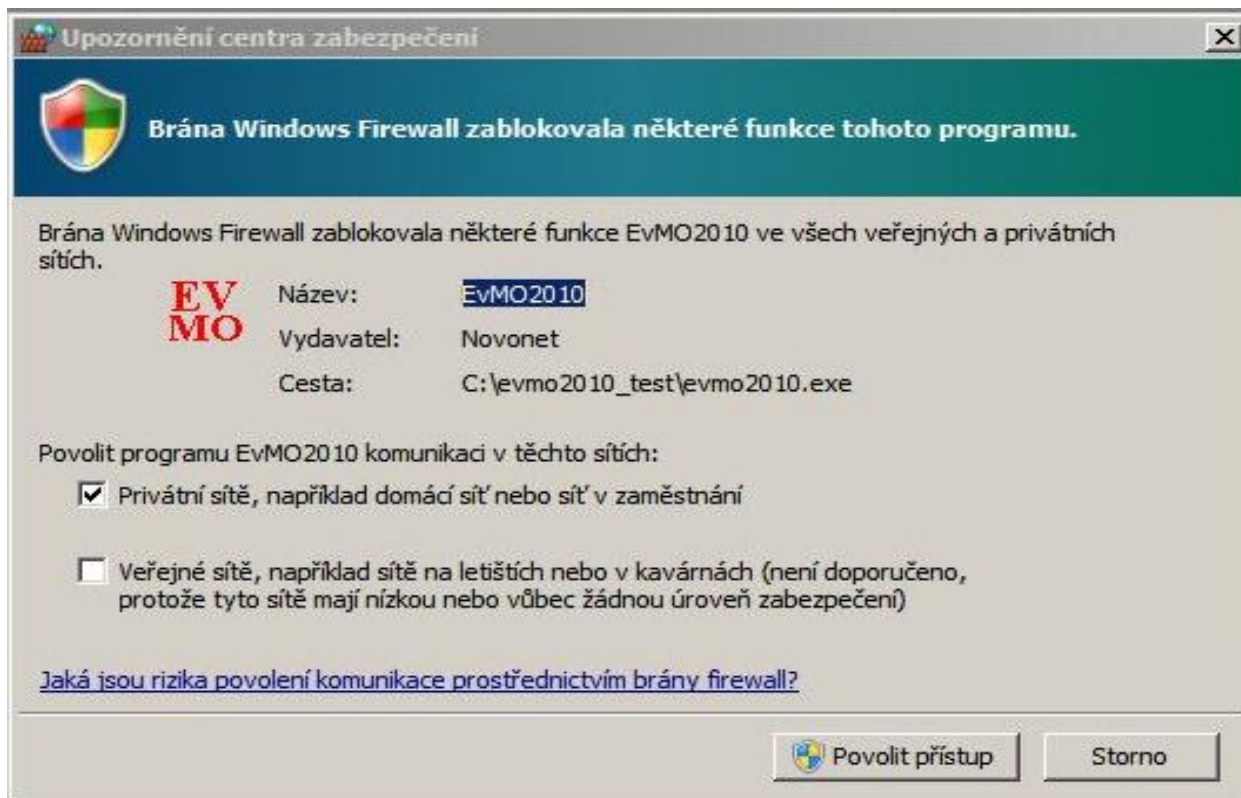 Upozornění centra zabezpečení
Brána Windows Firewall zablokovala některé funkce tohoto programu.
Brána Windows Firewall zablokovala některé funkce EvMO2010 ve všech veřejných a privátních
sítích.
EV
MO
Název: EvMO2010
Vydavatel: Novonet
Cesta: C:\evmo2010_test\evmo2010.exe
Povolit programu EvMO2010 komunikaci v těchto sítích:
Privátní sítě, například domácí síť nebo síť v zaměstnání
Veřejné sítě, například sítě na letištích nebo v kavárnách (není doporučeno,
protože tyto sítě mají nízkou nebo vůbec žádnou úroveň zabezpečení)
Jaká jsou rizika povolení komunikace prostřednictvím brány firewall?
Povolit přístup Storno